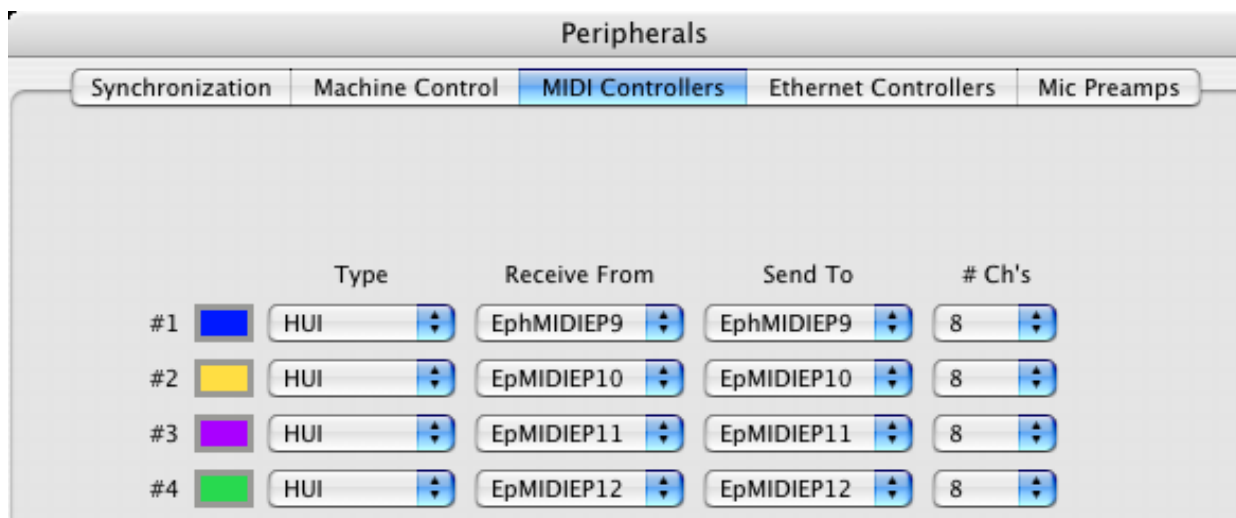 Peripherals
Synchronization Machine Control MIDI Controllers Ethernet Controllers Mic Preamps
Type Receive From Send To # Ch's
#1 HUI EphMIDIEP9 EphMIDIEP9 8
#2 HUI EpMIDIEP10 EpMIDIEP10 8
#3 HUI EpMIDIEP11 EpMIDIEP11 8
#4 HUI EpMIDIEP12 EpMIDIEP12 8